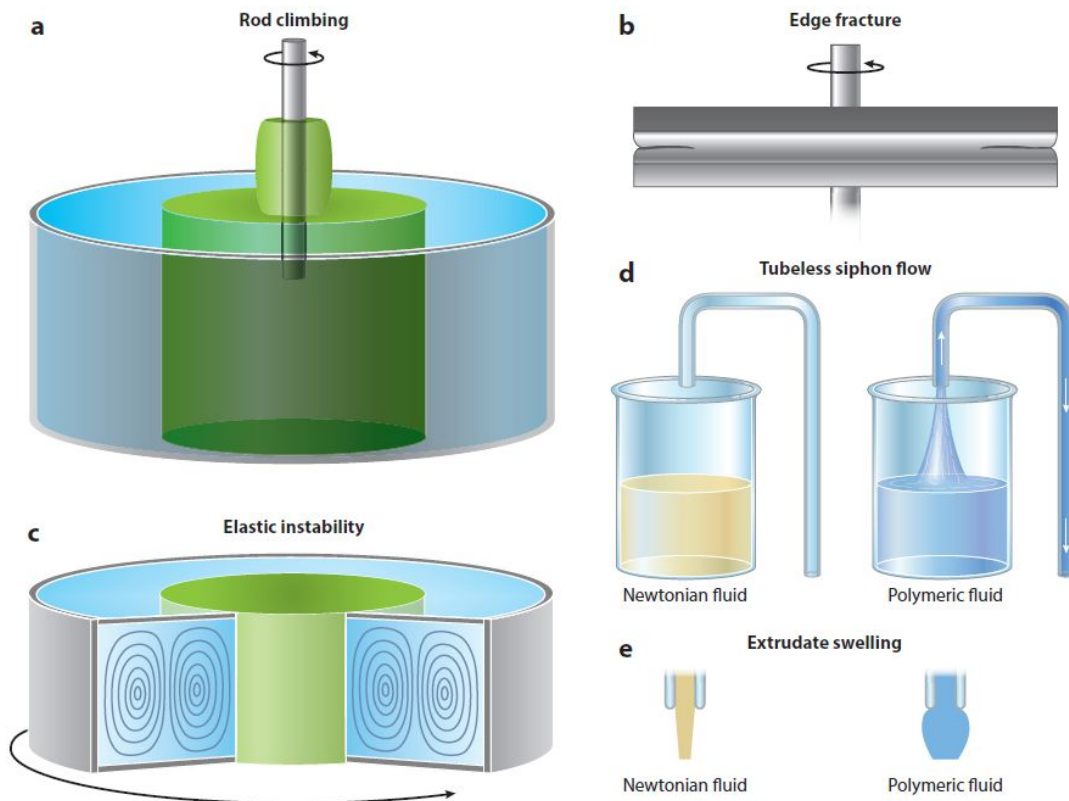 a
Rod climbing
b
Edge fracture
c
Elastic instability
d
Tubeless siphon flow
Newtonian fluid
Polymeric fluid
e
Extrudate swelling
Newtonian fluid
Polymeric fluid